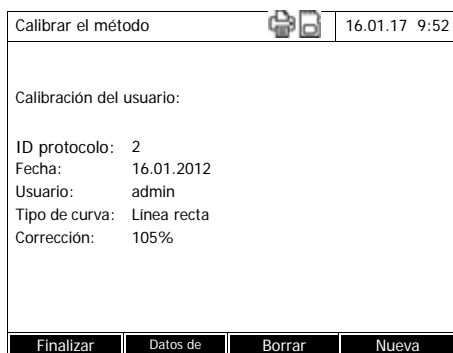 Calibrar el método 16.01.17 9:52
Calibración del usuario:
ID protocolo: 2
Fecha: 16.01.2012
Usuario: admin
Tipo de curva: Línea recta
Corrección: 105%
Finalizar Datos de Borrar Nueva